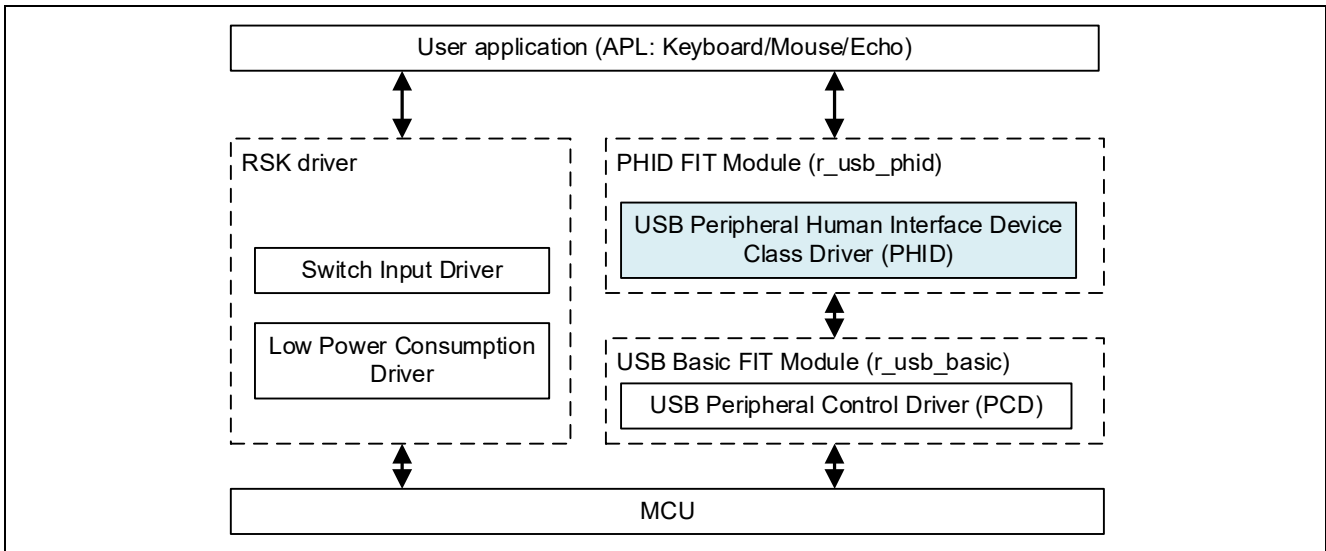 User application (APL: Keyboard/Mouse/Echo)
RSK driver
Switch Input Driver
Low Power Consumption
Driver
PHID FIT Module (r_usb_phid)
USB Peripheral Human Interface Device
Class Driver (PHID)
USB Basic FIT Module (r_usb_basic)
USB Peripheral Control Driver (PCD)
MCU